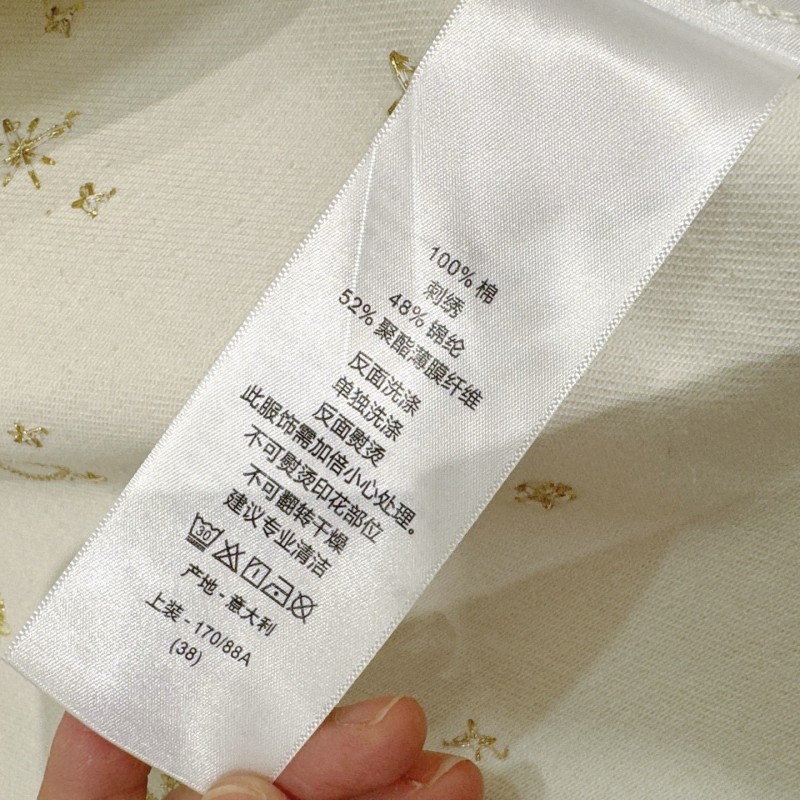 100% 棉
刺绣
48% 锦纶
52% 聚酯薄膜纤维
反面洗涤
单独洗涤
反面熨烫
此服饰需加倍小心处理。
不可熨烫印花部位
不可翻转干燥
建议专业清洁
30
产地 - 意大利
上装 - 170/88A
(38)